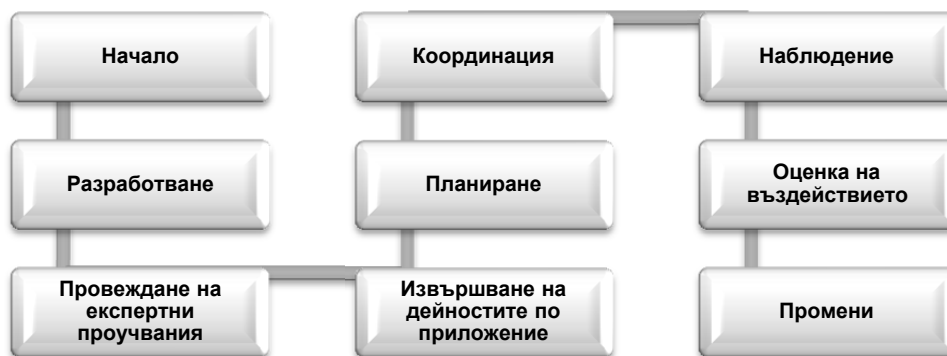 Начало
Разработване
Провеждане на
експертни
проучвания
Извършване на
дейностите по
приложение
Планиране
Координация
Наблюдение
Оценка на
въздействието
Промени